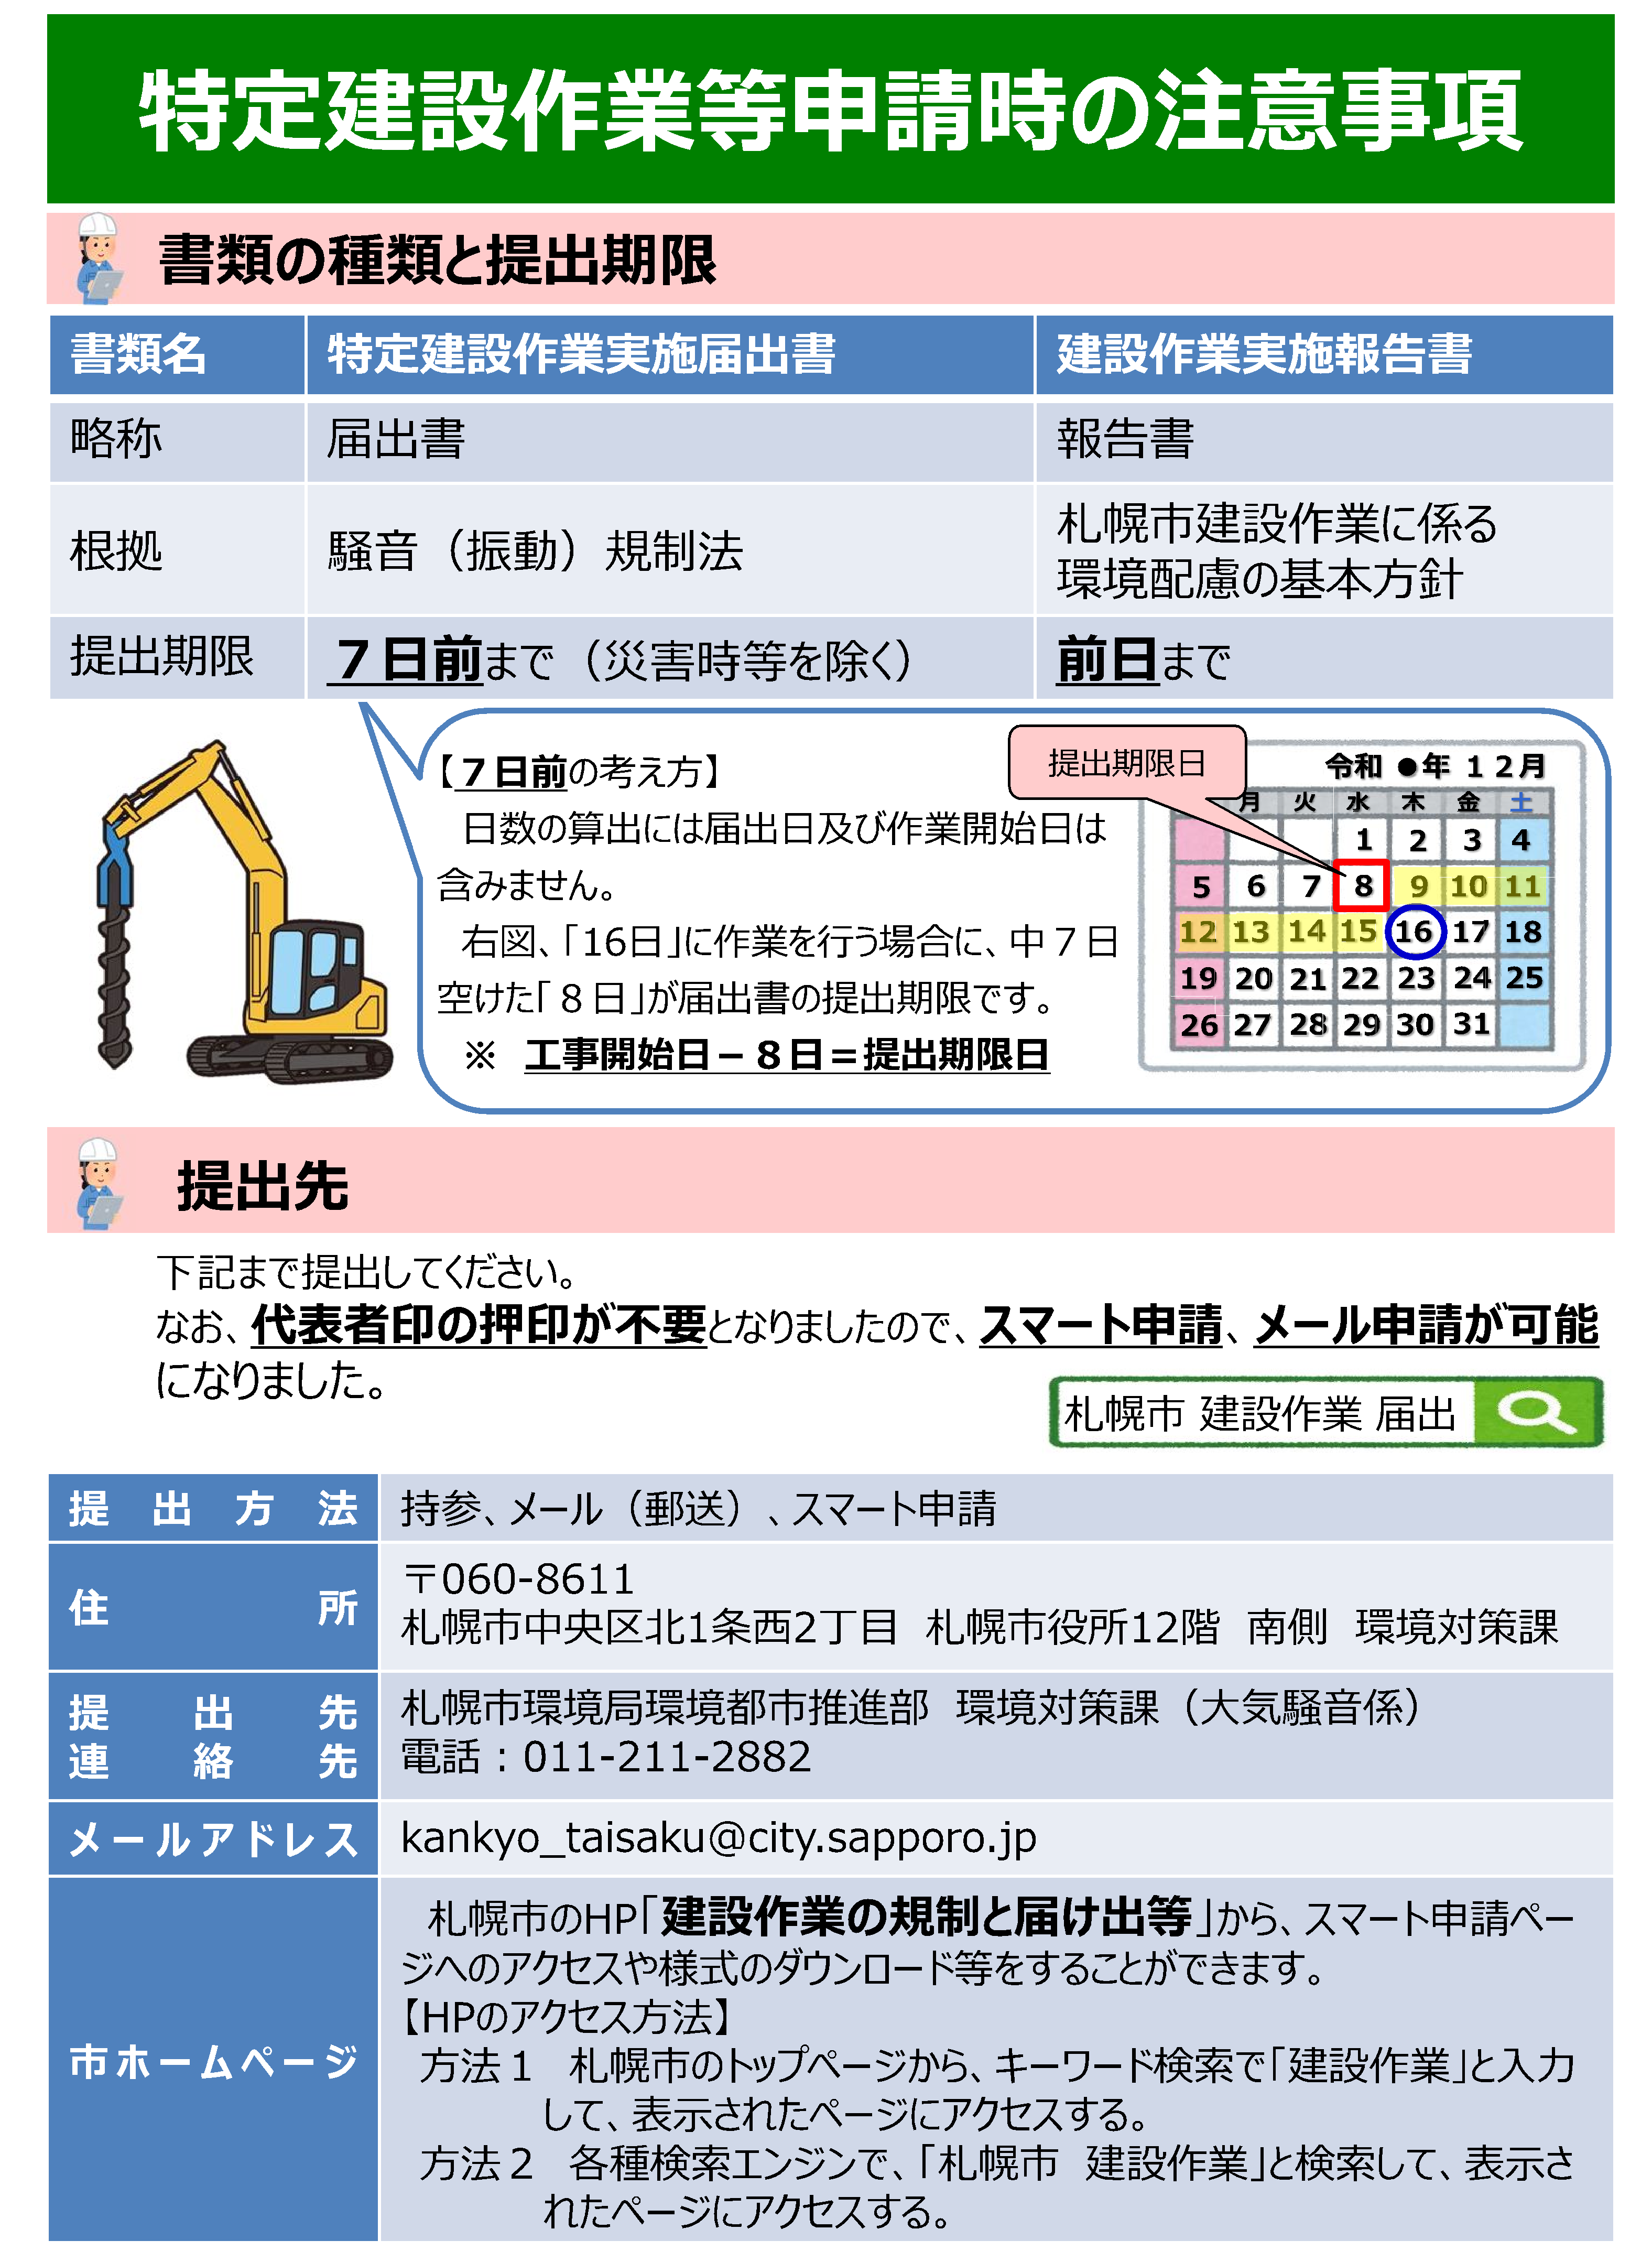 特定建設作業等申請時の注意事項
書類の種類と提出期限
書類名 特定建設作業実施届出書 建設作業実施報告書
略称 届出書 報告書
根拠 騒音（振動）規制法 札幌市建設作業に係る
環境配慮の基本方針
提出期限 ７日前まで（災害時等を除く） 前日まで
【７日前の考え方】
日数の算出には届出日及び作業開始日は
含みません。
右図、「16日」に作業を行う場合に、中７日
空けた「８日」が届出書の提出期限です。
※ 工事開始日－８日＝提出期限日
提出期限日
令和 ●年 １２月
月 火 水 木 金 土
1 2 3 4
5 6 7 8 9 10 11
12 13 14 15 16 17 18
19 20 21 22 23 24 25
26 27 28 29 30 31
提出先
下記まで提出してください。
なお、代表者印の押印が不要となりましたので、スマート申請、メール申請が可能
になりました。
札幌市 建設作業 届出
提出方法 持参、メール（郵送）、スマート申請
住所 〒060-8611
札幌市中央区北1条西2丁目 札幌市役所12階 南側 環境対策課
提出先 札幌市環境局環境都市推進部 環境対策課（大気騒音係）
連絡先 電話：011-211-2882
メールアドレス kankyo_taisaku@city.sapporo.jp
市ホームページ 札幌市のHP「建設作業の規制と届け出等」から、スマート申請ペー
ジへのアクセスや様式のダウンロード等をすることができます。
【HPのアクセス方法】
方法１ 札幌市のトップページから、キーワード検索で「建設作業」と入力
して、表示されたページにアクセスする。
方法２ 各種検索エンジンで、「札幌市 建設作業」と検索して、表示さ
れたページにアクセスする。